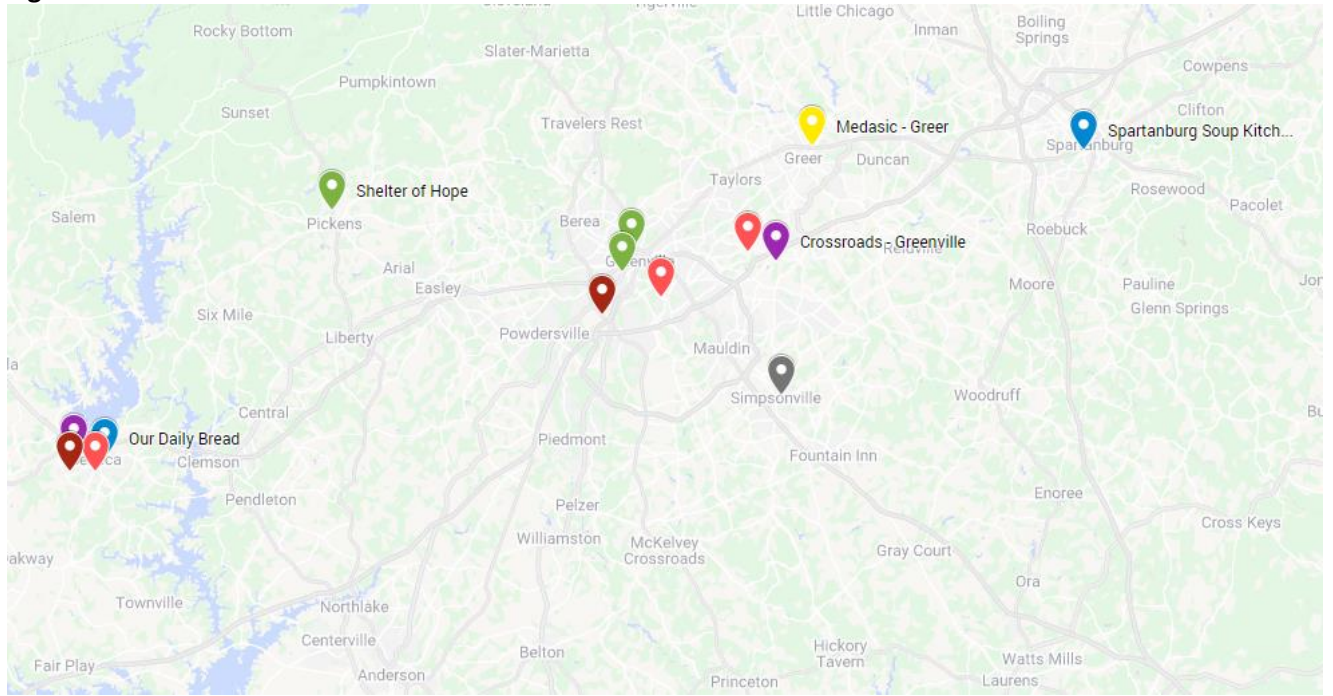 Little Chicago
Rocky Bottom
Inman
Boiling
Springs
Slater-Marietta
Cowpens
Pumpkintown
Sunset
Clifton
Travelers Rest
Medasic - Greer
Spartanburg Soup Kitch...
Greer
Duncan
Taylors
Shelter of Hope
Rosewood
Pacolet
Salem
Pickens
Berea
Roebuck
Crossroads - Greenville
Arial
Easley
Moore
Pauline
Glenn Springs
Six Mile
Liberty
Powdersville
Mauldin
Simpsonville
Woodruff
Central
Our Daily Bread
Clemson
Piedmont
Fountain Inn
Pendleton
Pelzer
Enoree
Williamston
McKelvey
Crossroads
Gray Court
Cross Keys
Ora
Townville
Northlake
Centerville
Hickory
Tavern
Belton
Fair Play
Watts Mills
Anderson
Princeton
Laurens